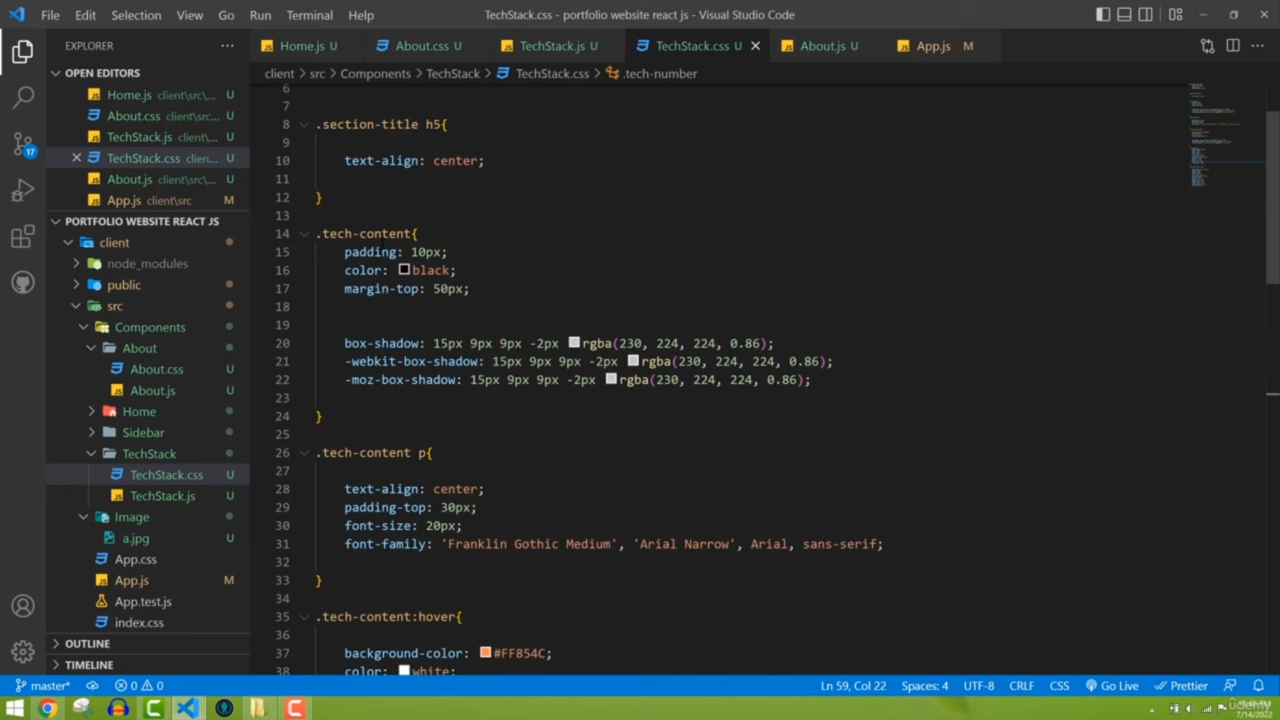 File Edit Selection View Go Run Terminal Help TechStack.css - portfolio website react js - Visual Studio Code
EXPLORER
Home.js U About.css U TechStack.js U TechStack.css U About.js U App.js M
client > src > Components > TechStack > TechStack.css > .tech-number
OPEN EDITORS
Home.js client\src\... U
About.css client\src\... U
TechStack.js client\sr... U
TechStack.css clien... U
About.js client\src\... U
App.js client\src M
PORTFOLIO WEBSITE REACT JS
client
node_modules
public
src
Components
About
About.css U
About.js U
Home
Sidebar
TechStack
TechStack.css U
TechStack.js U
Image
a.jpg U
App.css
App.js M
App.test.js
index.css
OUTLINE
TIMELINE
17
6
7
8 .section-title h5{
9
10 text-align: center;
11
12 }
13
14 .tech-content{
15 padding: 10px;
16 color: black;
17 margin-top: 50px;
18
19
20 box-shadow: 15px 9px 9px -2px rgba(230, 224, 224, 0.86);
21 -webkit-box-shadow: 15px 9px 9px -2px rgba(230, 224, 224, 0.86);
22 -moz-box-shadow: 15px 9px 9px -2px rgba(230, 224, 224, 0.86);
23
24 }
25
26 .tech-content p{
27
28 text-align: center;
29 padding-top: 30px;
30 font-size: 20px;
31 font-family: 'Franklin Gothic Medium', 'Arial Narrow', Arial, sans-serif;
32
33 }
34
35 .tech-content:hover{
36
37 background-color: #FF854C;
38 color: white;
master* 0 0 Ln 59, Col 22 Spaces: 4 UTF-8 CRLF CSS Go Live Prettier
7/14/2022
udemy